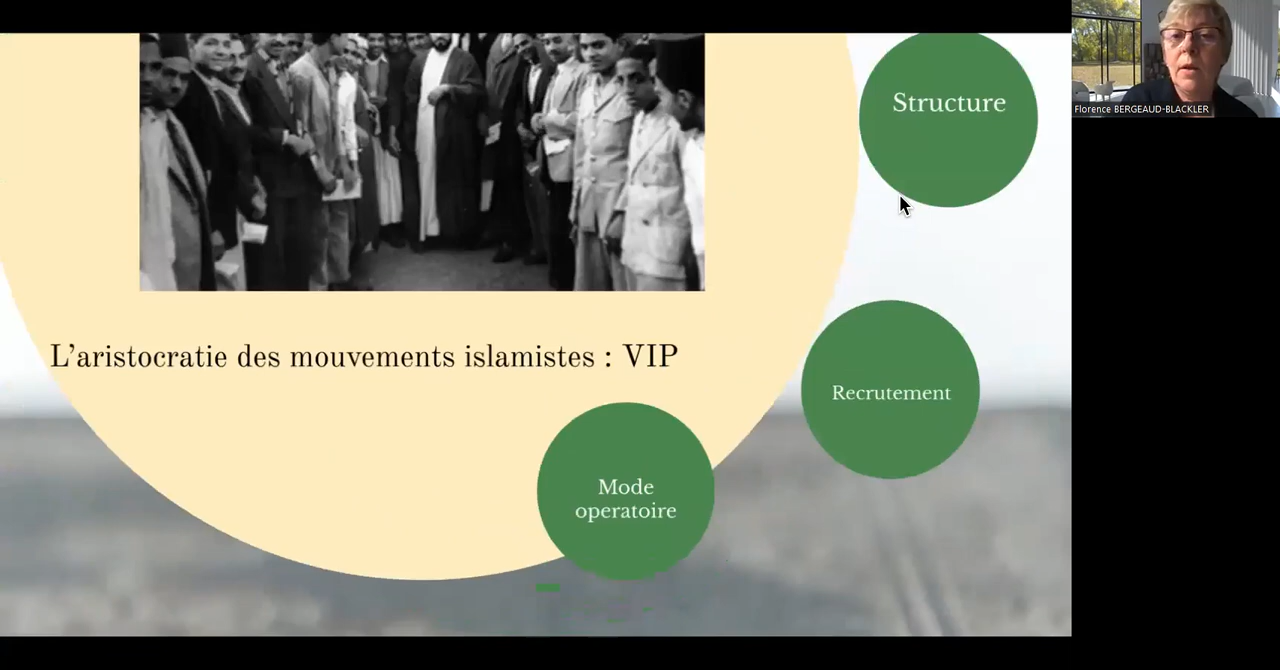 Structure
Florence BERGEAUD-BLACKLER
L’aristocratie des mouvements islamistes : VIP
Recrutement
Mode
operatoire